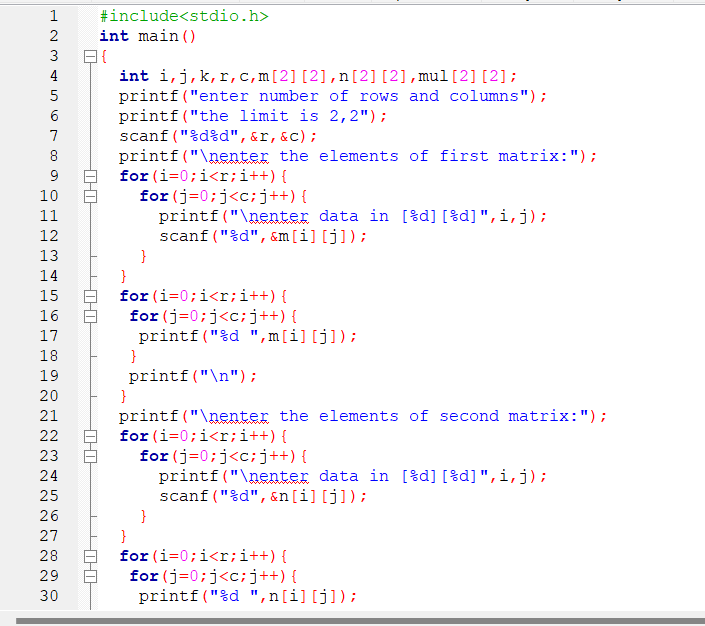 1 #include<stdio.h>
2 int main()
3 {
4 int i,j,k,r,c,m[2][2],n[2][2],mul[2][2];
5 printf("enter number of rows and columns");
6 printf("the limit is 2,2");
7 scanf("%d%d",&r,&c);
8 printf("\nenter the elements of first matrix:");
9 for(i=0;i<r;i++){
10 for(j=0;j<c;j++){
11 printf("\nenter data in [%d][%d]",i,j);
12 scanf("%d",&m[i][j]);
13 }
14 }
15 for(i=0;i<r;i++){
16 for(j=0;j<c;j++){
17 printf("%d ",m[i][j]);
18 }
19 printf("\n");
20 }
21 printf("\nenter the elements of second matrix:");
22 for(i=0;i<r;i++){
23 for(j=0;j<c;j++){
24 printf("\nenter data in [%d][%d]",i,j);
25 scanf("%d",&n[i][j]);
26 }
27 }
28 for(i=0;i<r;i++){
29 for(j=0;j<c;j++){
30 printf("%d ",n[i][j]);